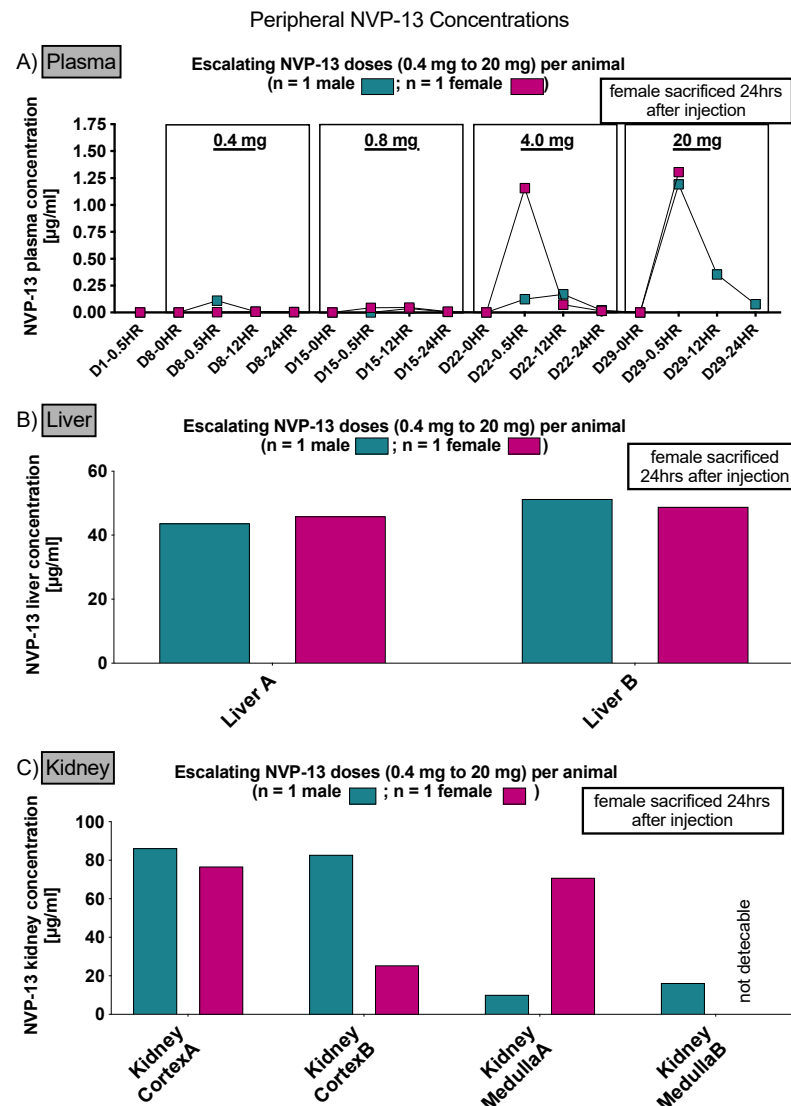 Peripheral NVP-13 Concentrations
A) Plasma
Escalating NVP-13 doses (0.4 mg to 20 mg) per animal
(n = 1 male ; n = 1 female )
female sacrificed 24hrs
after injection
NVP-13 plasma concentration
[µg/ml]
1.75
1.50
1.25
1.00
0.75
0.50
0.25
0.00
0.4 mg
0.8 mg
4.0 mg
20 mg
D1-0.5HR
D8-0HR
D8-0.5HR
D8-12HR
D8-24HR
D15-0HR
D15-0.5HR
D15-12HR
D15-24HR
D22-0HR
D22-0.5HR
D22-12HR
D22-24HR
D29-0HR
D29-0.5HR
D29-12HR
D29-24HR
B) Liver
Escalating NVP-13 doses (0.4 mg to 20 mg) per animal
(n = 1 male ; n = 1 female )
female sacrificed
24hrs after injection
NVP-13 liver concentration
[µg/ml]
60
40
20
0
Liver A
Liver B
C) Kidney
Escalating NVP-13 doses (0.4 mg to 20 mg) per animal
(n = 1 male ; n = 1 female )
female sacrificed 24hrs
after injection
NVP-13 kidney concentration
[µg/ml]
100
80
60
40
20
0
not detecable
Kidney
CortexA
Kidney
CortexB
Kidney
MedullaA
Kidney
MedullaB